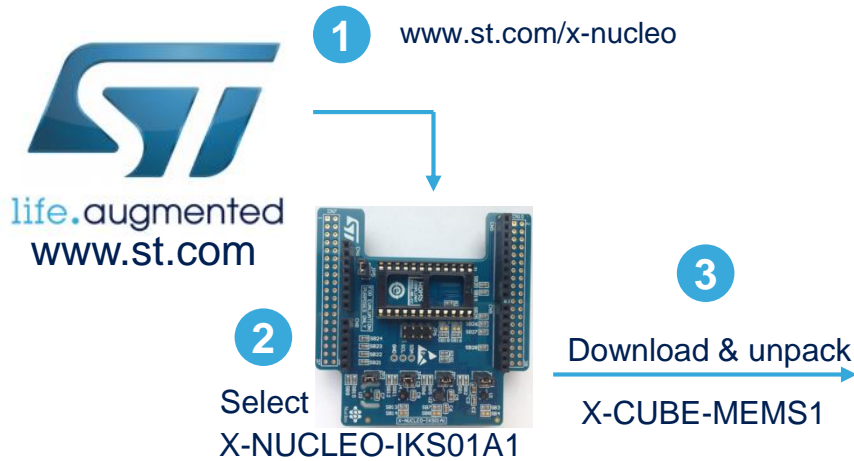 1
www.st.com/x-nucleo
ST
life.augmented
www.st.com
2
Select
X-NUCLEO-IKS01A1
3
Download & unpack
X-CUBE-MEMS1